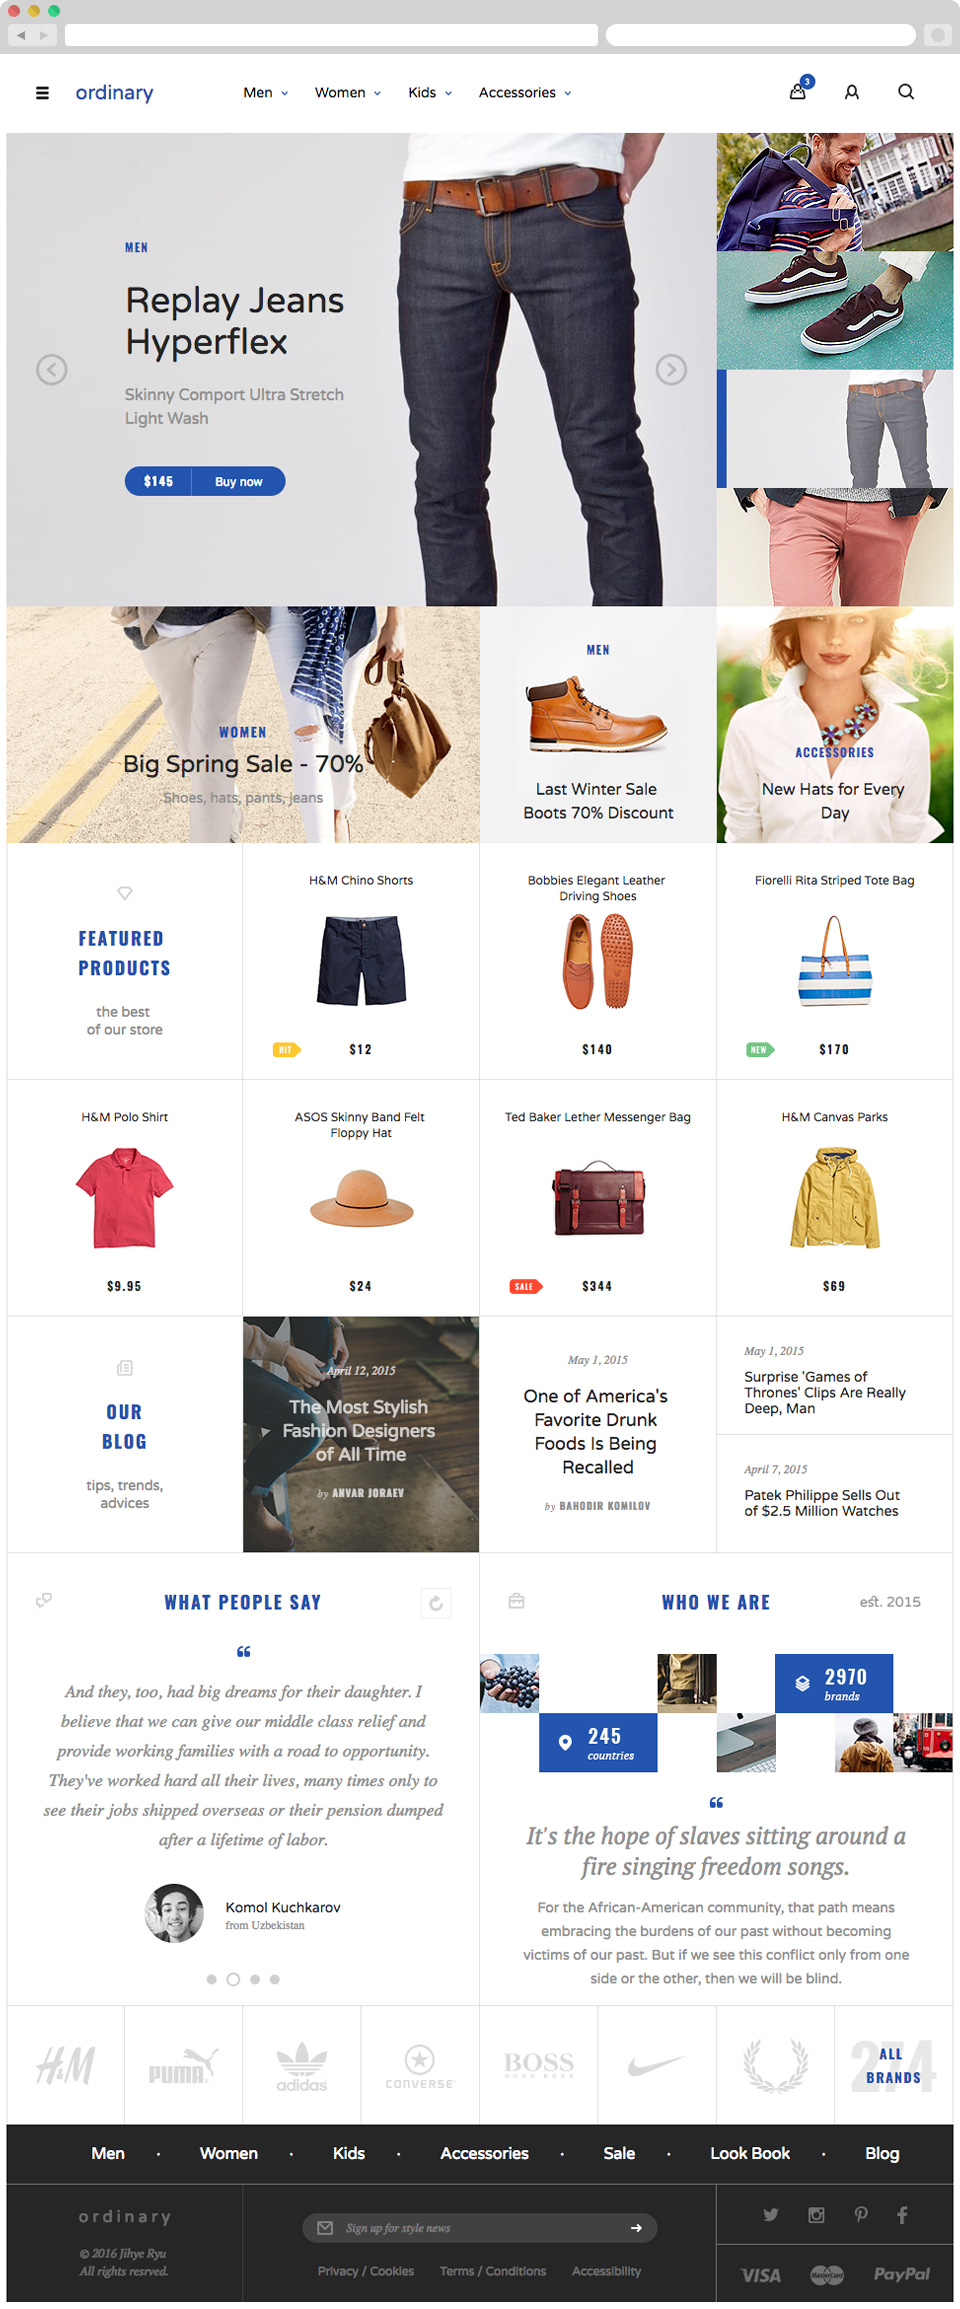 ordinary
Men
Women
Kids
Accessories
3
MEN
Replay Jeans
Hyperflex
Skinny Comport Ultra Stretch
Light Wash
$145 Buy now
WOMEN
Big Spring Sale - 70%
Shoes, hats, pants, jeans
MEN
Last Winter Sale
Boots 70% Discount
ACCESSORIES
New Hats for Every
Day
FEATURED
PRODUCTS
the best
of our store
H&M Chino Shorts
HIT
$12
Bobbies Elegant Leather
Driving Shoes
$140
Fiorelli Rita Striped Tote Bag
NEW
$170
H&M Polo Shirt
$9.95
ASOS Skinny Band Felt
Floppy Hat
$24
Ted Baker Lether Messenger Bag
SALE
$344
H&M Canvas Parks
$69
OUR
BLOG
tips, trends,
advices
April 12, 2015
The Most Stylish
Fashion Designers
of All Time
by ANVAR JORAEV
May 1, 2015
One of America's
Favorite Drunk
Foods Is Being
Recalled
by BAHODIR KOMILOV
May 1, 2015
Surprise 'Games of
Thrones' Clips Are Really
Deep, Man
April 7, 2015
Patek Philippe Sells Out
of $2.5 Million Watches
WHAT PEOPLE SAY
“
And they, too, had big dreams for their daughter. I
believe that we can give our middle class relief and
provide working families with a road to opportunity.
They've worked hard all their lives, many times only to
see their jobs shipped overseas or their pension dumped
after a lifetime of labor.
Komol Kuchkarov
from Uzbekistan
WHO WE ARE
est. 2015
2970
brands
245
countries
“
It's the hope of slaves sitting around a
fire singing freedom songs.
For the African-American community, that path means
embracing the burdens of our past without becoming
victims of our past. But if we see this conflict only from one
side or the other, then we will be blind.
H&M
PUMA
adidas
CONVERSE
BOSS
HUGO BOSS
274
ALL
BRANDS
Men • Women • Kids • Accessories • Sale • Look Book • Blog
ordinary
© 2016 Jihye Ryu
All rights resrved.
Sign up for style news
Privacy / Cookies
Terms / Conditions
Accessibility
VISA
MasterCard
PayPal